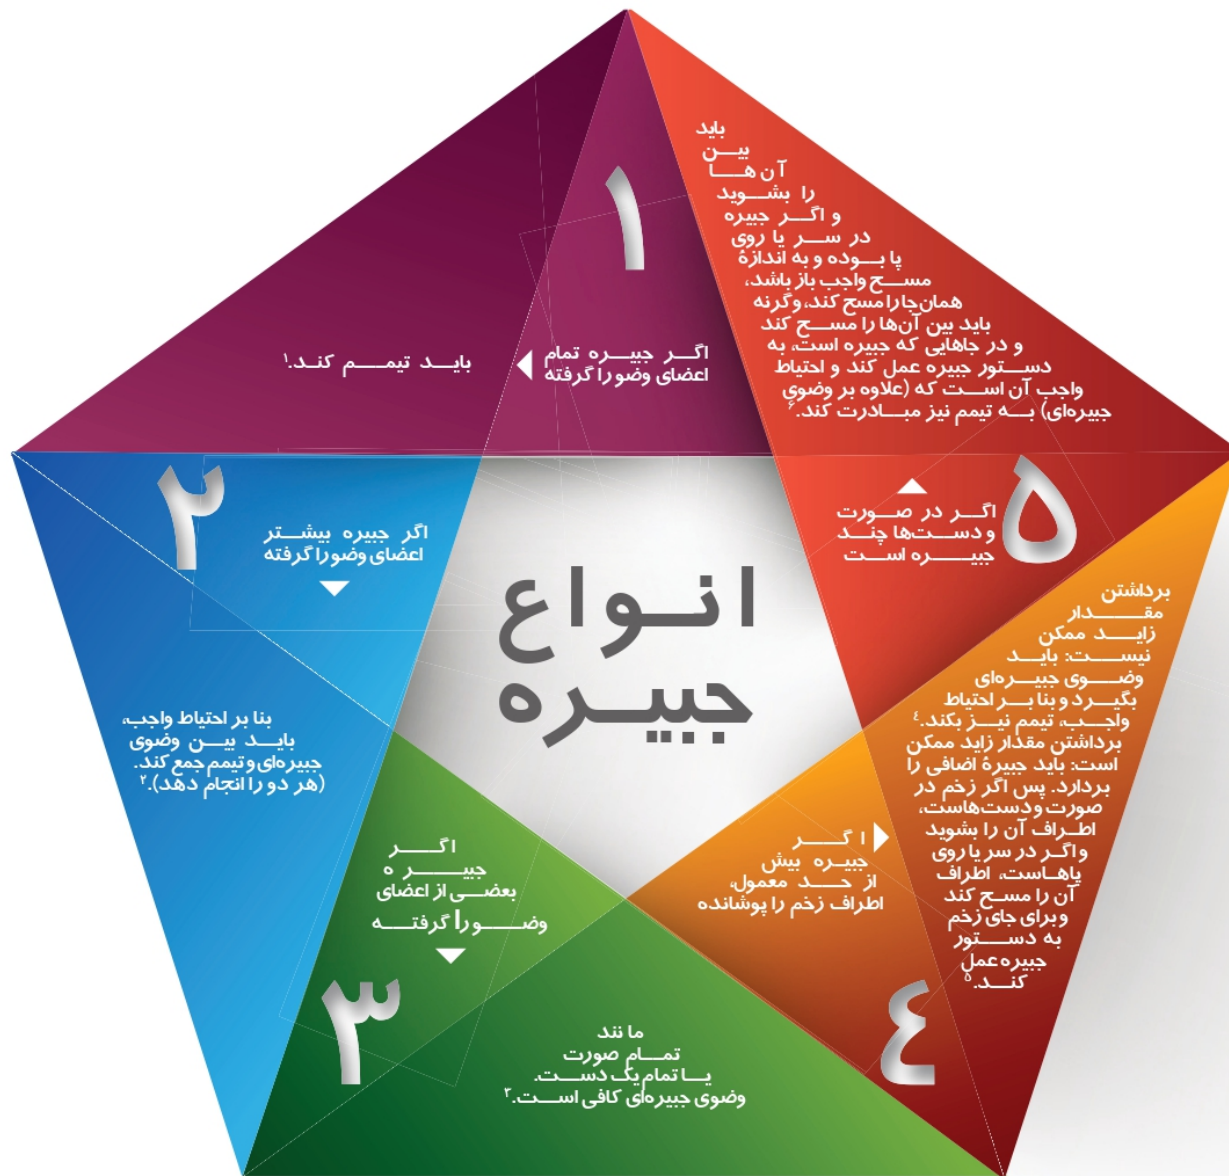 انواع
جبیره
۱
اگر جبیره تمام
اعضای وضو را گرفته
باید تیمم کند.۱
۲
اگر جبیره بیشتر
اعضای وضو را گرفته
بنا بر احتیاط واجب،
باید بین وضوی
جبیره‌ای و تیمم جمع کند.
(هر دو را انجام دهد).۲
۳
اگر
جبیره
بعضی از اعضای
وضو را گرفته
مانند
تمام صورت
یا تمام یک دست.
وضوی جبیره‌ای کافی است.۳
٤
اگر
جبیره بیش
از حد معمول،
اطراف زخم را پوشانده
برداشتن
مقدار
زاید ممکن
نیست: باید
وضوی جبیره‌ای
بگیرد و بنا بر احتیاط
واجب، تیمم نیز بکند.٤
برداشتن مقدار زاید ممکن
است: باید جبیرهٔ اضافی را
بردارد. پس اگر زخم در
صورت و دست‌هاست،
اطراف آن را بشوید
و اگر در سر یا روی
پاهاست، اطراف
آن را مسح کند
و برای جای زخم
به دستور
جبیره عمل
کند.۵
۵
اگر در صورت
و دست‌ها چند
جبیره است
باید
بین
آن‌ها
را بشوید
و اگر جبیره
در سر یا روی
پا بوده و به اندازهٔ
مسح واجب باز باشد،
همان‌جا را مسح کند، وگرنه
باید بین آن‌ها را مسح کند
و در جاهایی که جبیره است، به
دستور جبیره عمل کند و احتیاط
واجب آن است که (علاوه بر وضوی
جبیره‌ای) به تیمم نیز مبادرت کند.۶